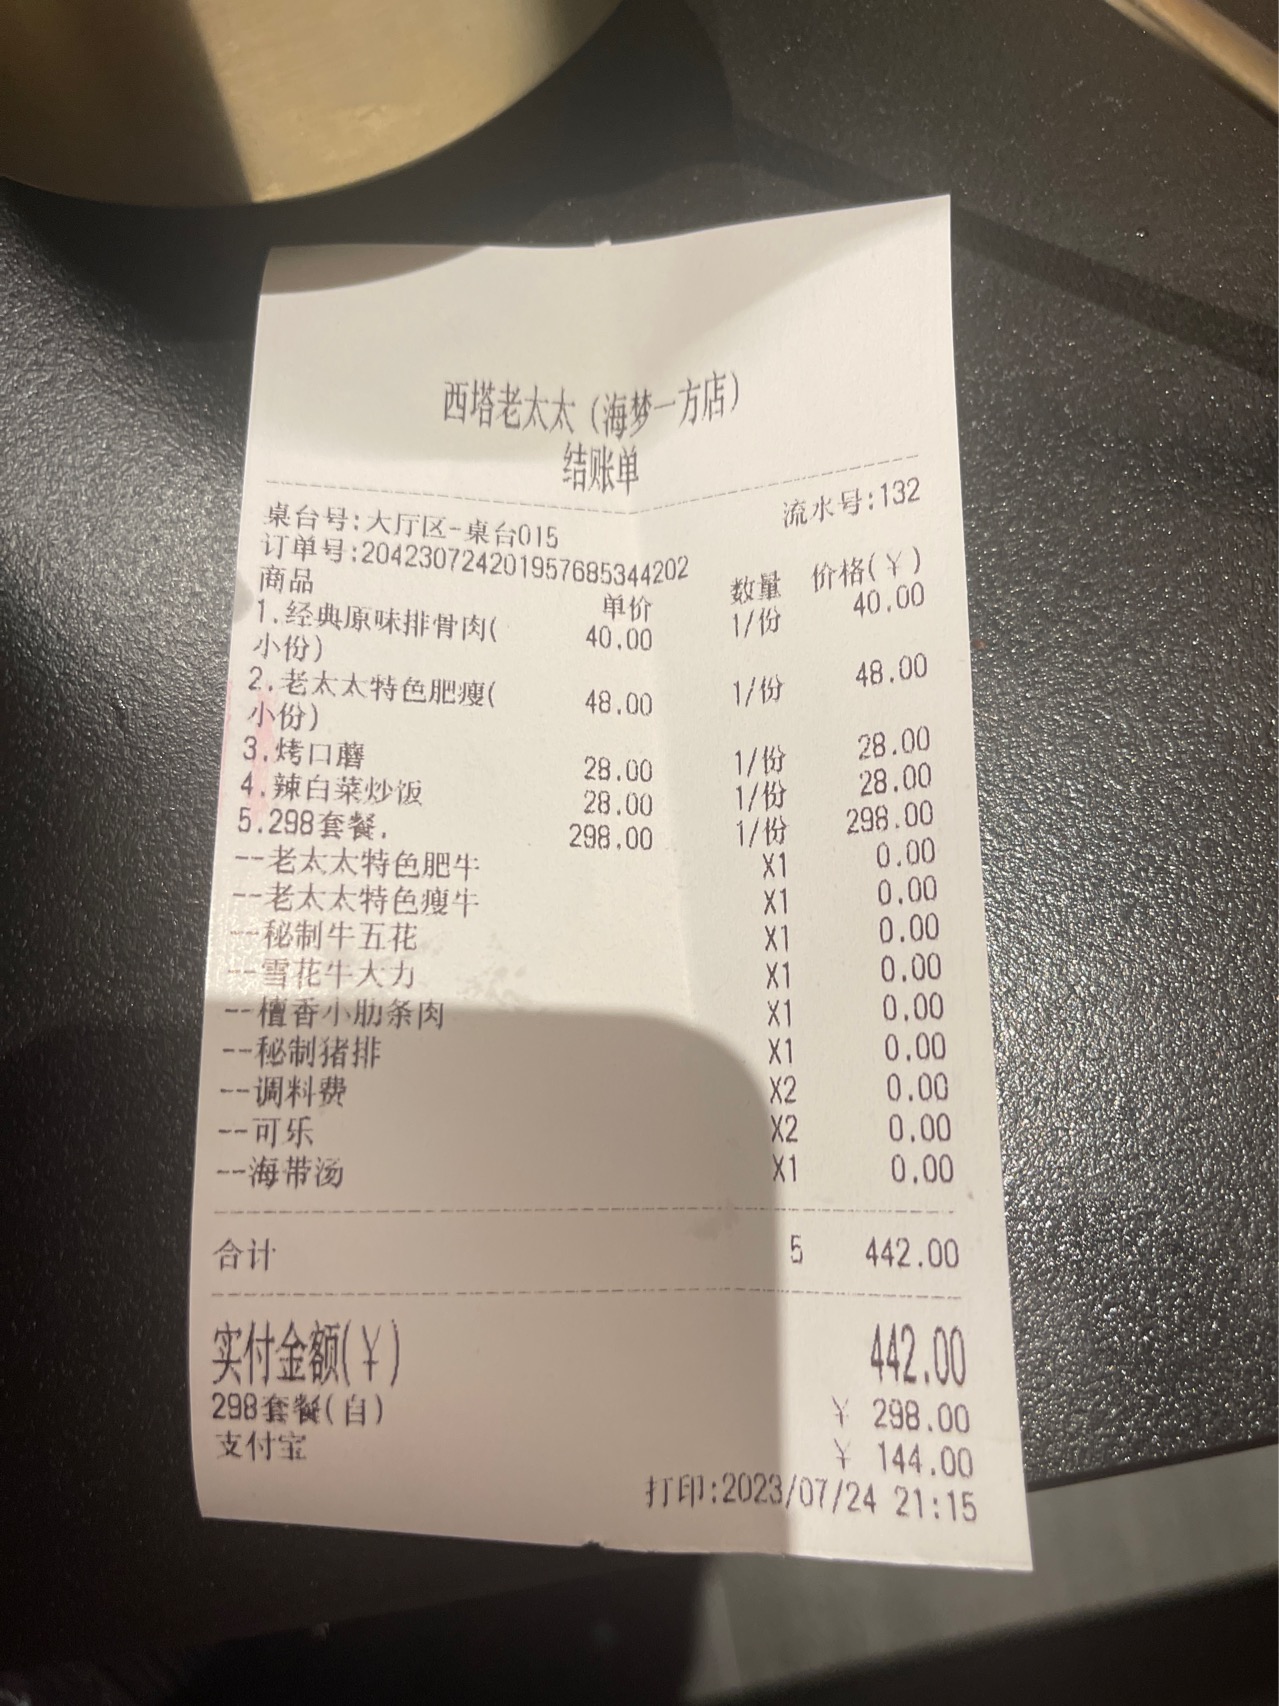 西塔老太太（海梦一方店）
结账单
流水号:132
桌台号:大厅区-桌台015
订单号:2042307242019576853442​02
商品 单价 数量 价格(￥)
1.经典原味排骨肉( 40.00 1/份 40.00
小份)
2.老太太特色肥瘦( 48.00 1/份 48.00
小份)
3.烤口蘑 28.00 1/份 28.00
4.辣白菜炒饭 28.00 1/份 28.00
5.298套餐. 298.00 1/份 298.00
--老太太特色肥牛 X1 0.00
--老太太特色瘦牛 X1 0.00
--秘制牛五花 X1 0.00
--雪花牛大力 X1 0.00
--檀香小肋条肉 X1 0.00
--秘制猪排 X1 0.00
--调料费 X2 0.00
--可乐 X2 0.00
--海带汤 X1 0.00
合计 5 442.00
实付金额(￥) 442.00
298套餐(自) ￥ 298.00
支付宝 ￥ 144.00
打印:2023/07/24 21:15